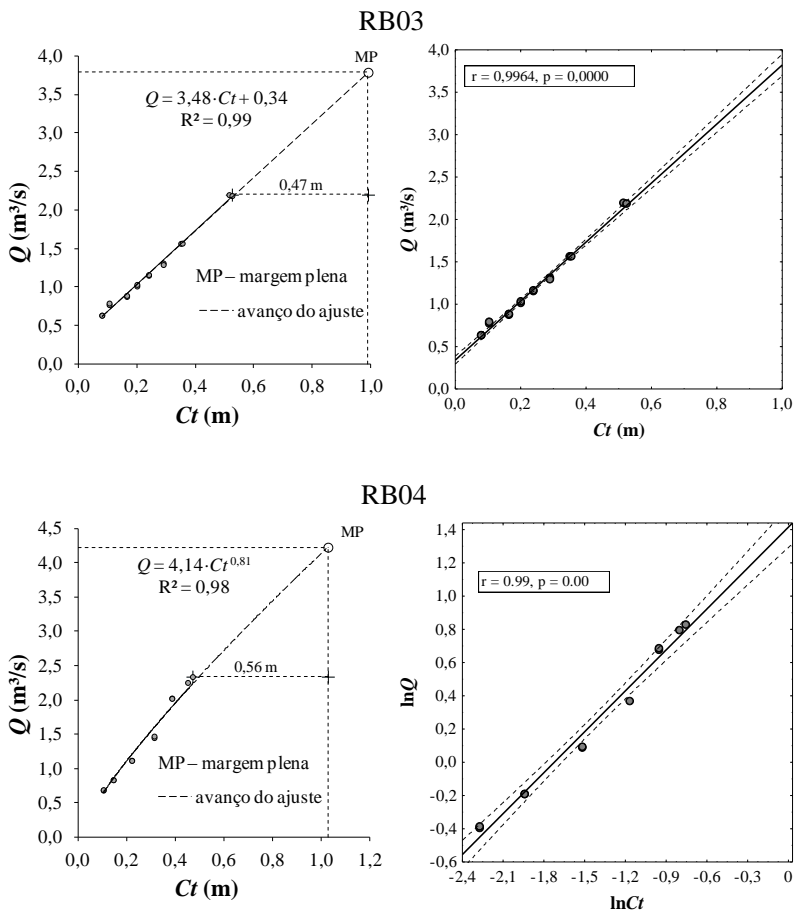 RB03
4,0
3,5
3,0
2,5
2,0
1,5
1,0
0,5
0,0
Q (m³/s)
MP
Q = 3,48·Ct + 0,34
R² = 0,99
0,47 m
MP – margem plena
avanço do ajuste
0,0 0,2 0,4 0,6 0,8 1,0
Ct (m)
4,0
3,5
3,0
2,5
2,0
1,5
1,0
0,5
0,0
Q (m³/s)
r = 0,9964, p = 0,0000
0,0 0,2 0,4 0,6 0,8 1,0
Ct (m)
RB04
4,5
4,0
3,5
3,0
2,5
2,0
1,5
1,0
0,5
0,0
Q (m³/s)
MP
Q = 4,14·Ct^0,81
R² = 0,98
0,56 m
MP – margem plena
avanço do ajuste
0,0 0,2 0,4 0,6 0,8 1,0 1,2
Ct (m)
1,4
1,2
1,0
0,8
0,6
0,4
0,2
0,0
-0,2
-0,4
-0,6
lnQ
r = 0.99, p = 0.00
-2,4 -2,1 -1,8 -1,5 -1,2 -0,9 -0,6 -0,3 0
lnCt